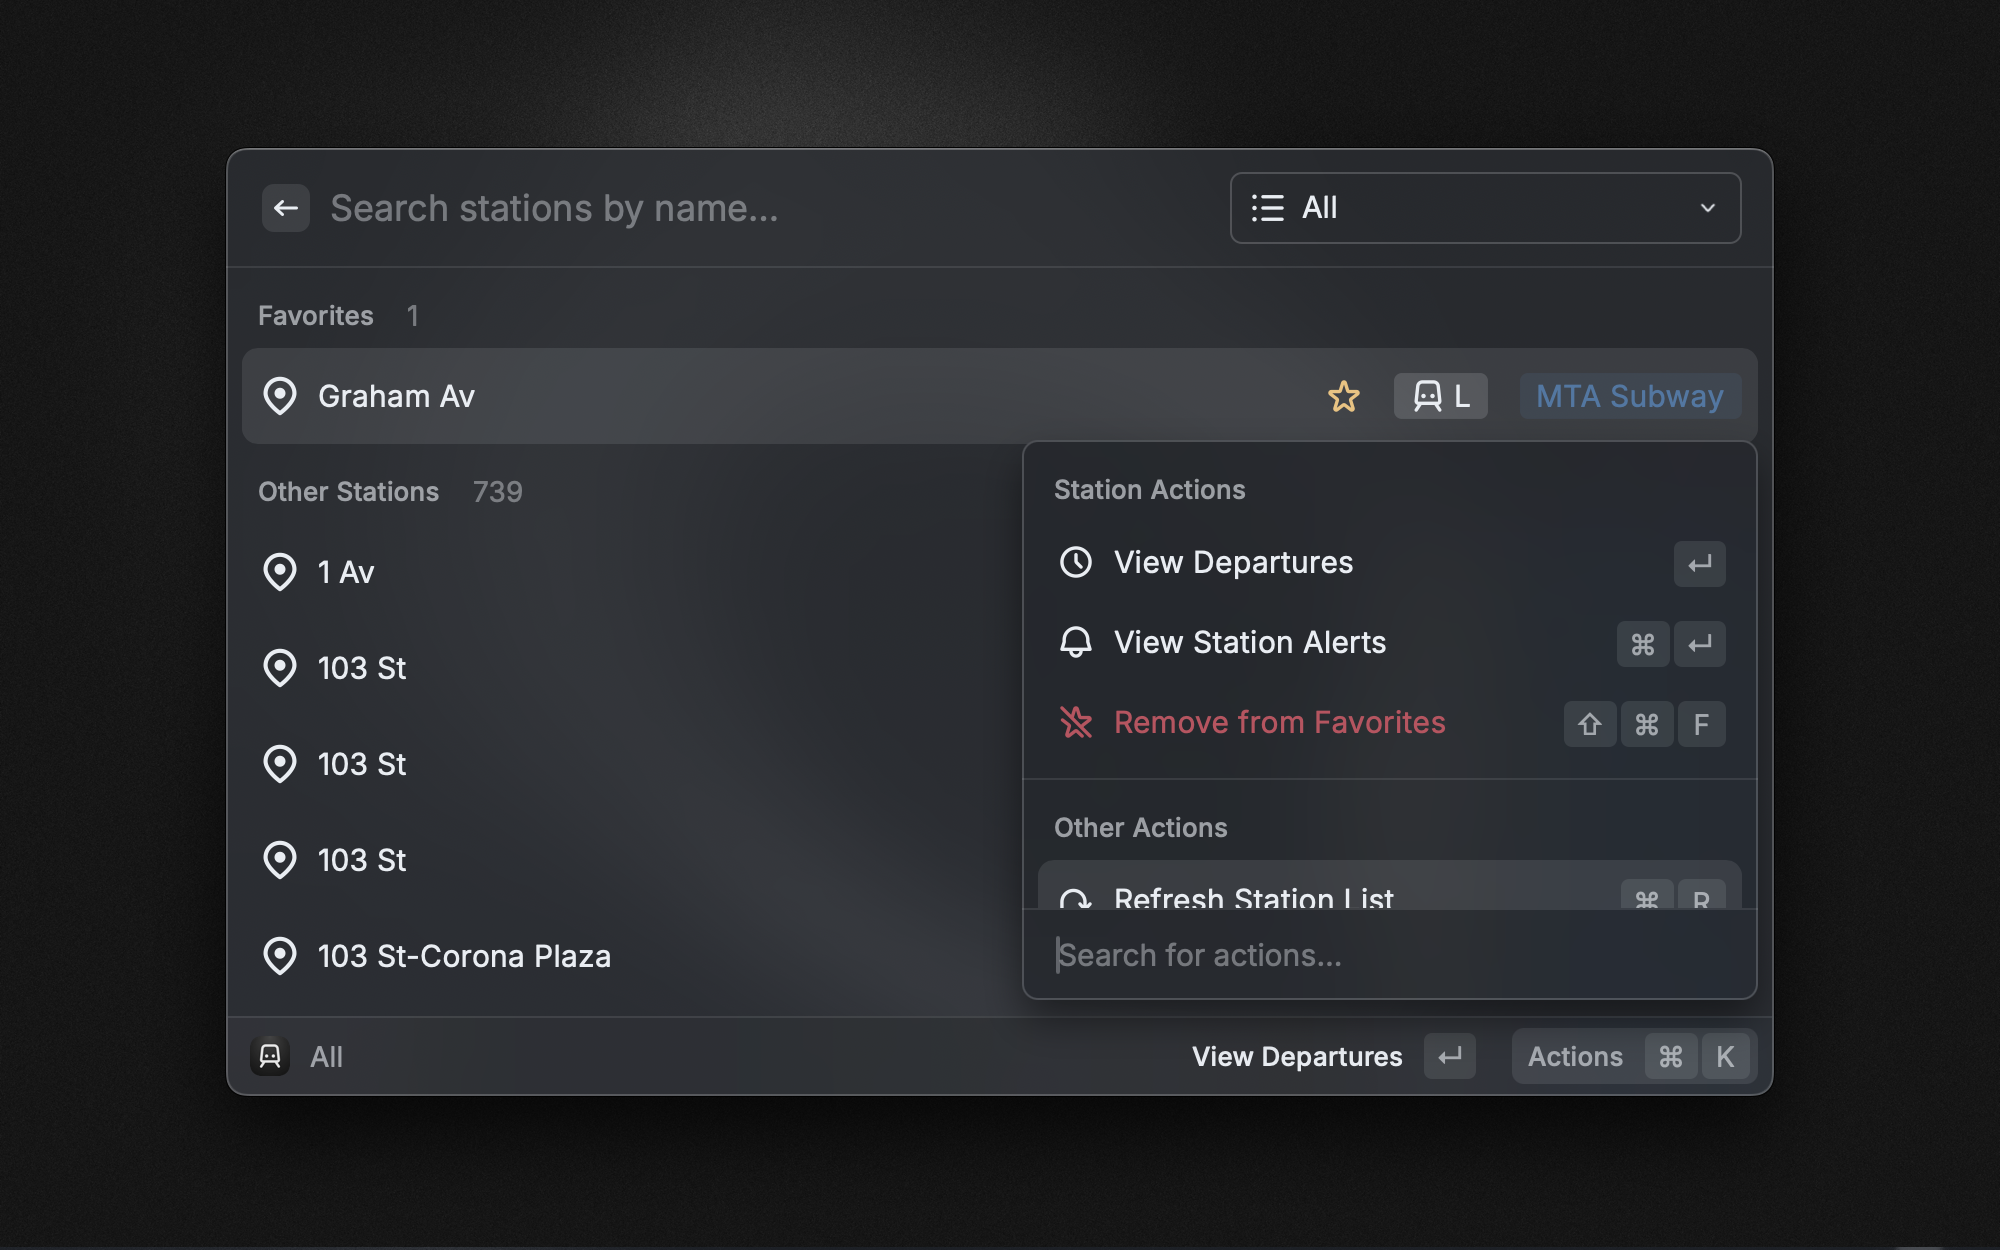 Search stations by name...
All
Favorites 1
Graham Av
L
MTA Subway
Other Stations 739
1 Av
103 St
103 St
103 St
103 St-Corona Plaza
Station Actions
View Departures ↵
View Station Alerts ⌘ ↵
Remove from Favorites ⇧ ⌘ F
Other Actions
Refresh Station List ⌘ R
Search for actions...
All
View Departures ↵
Actions ⌘ K